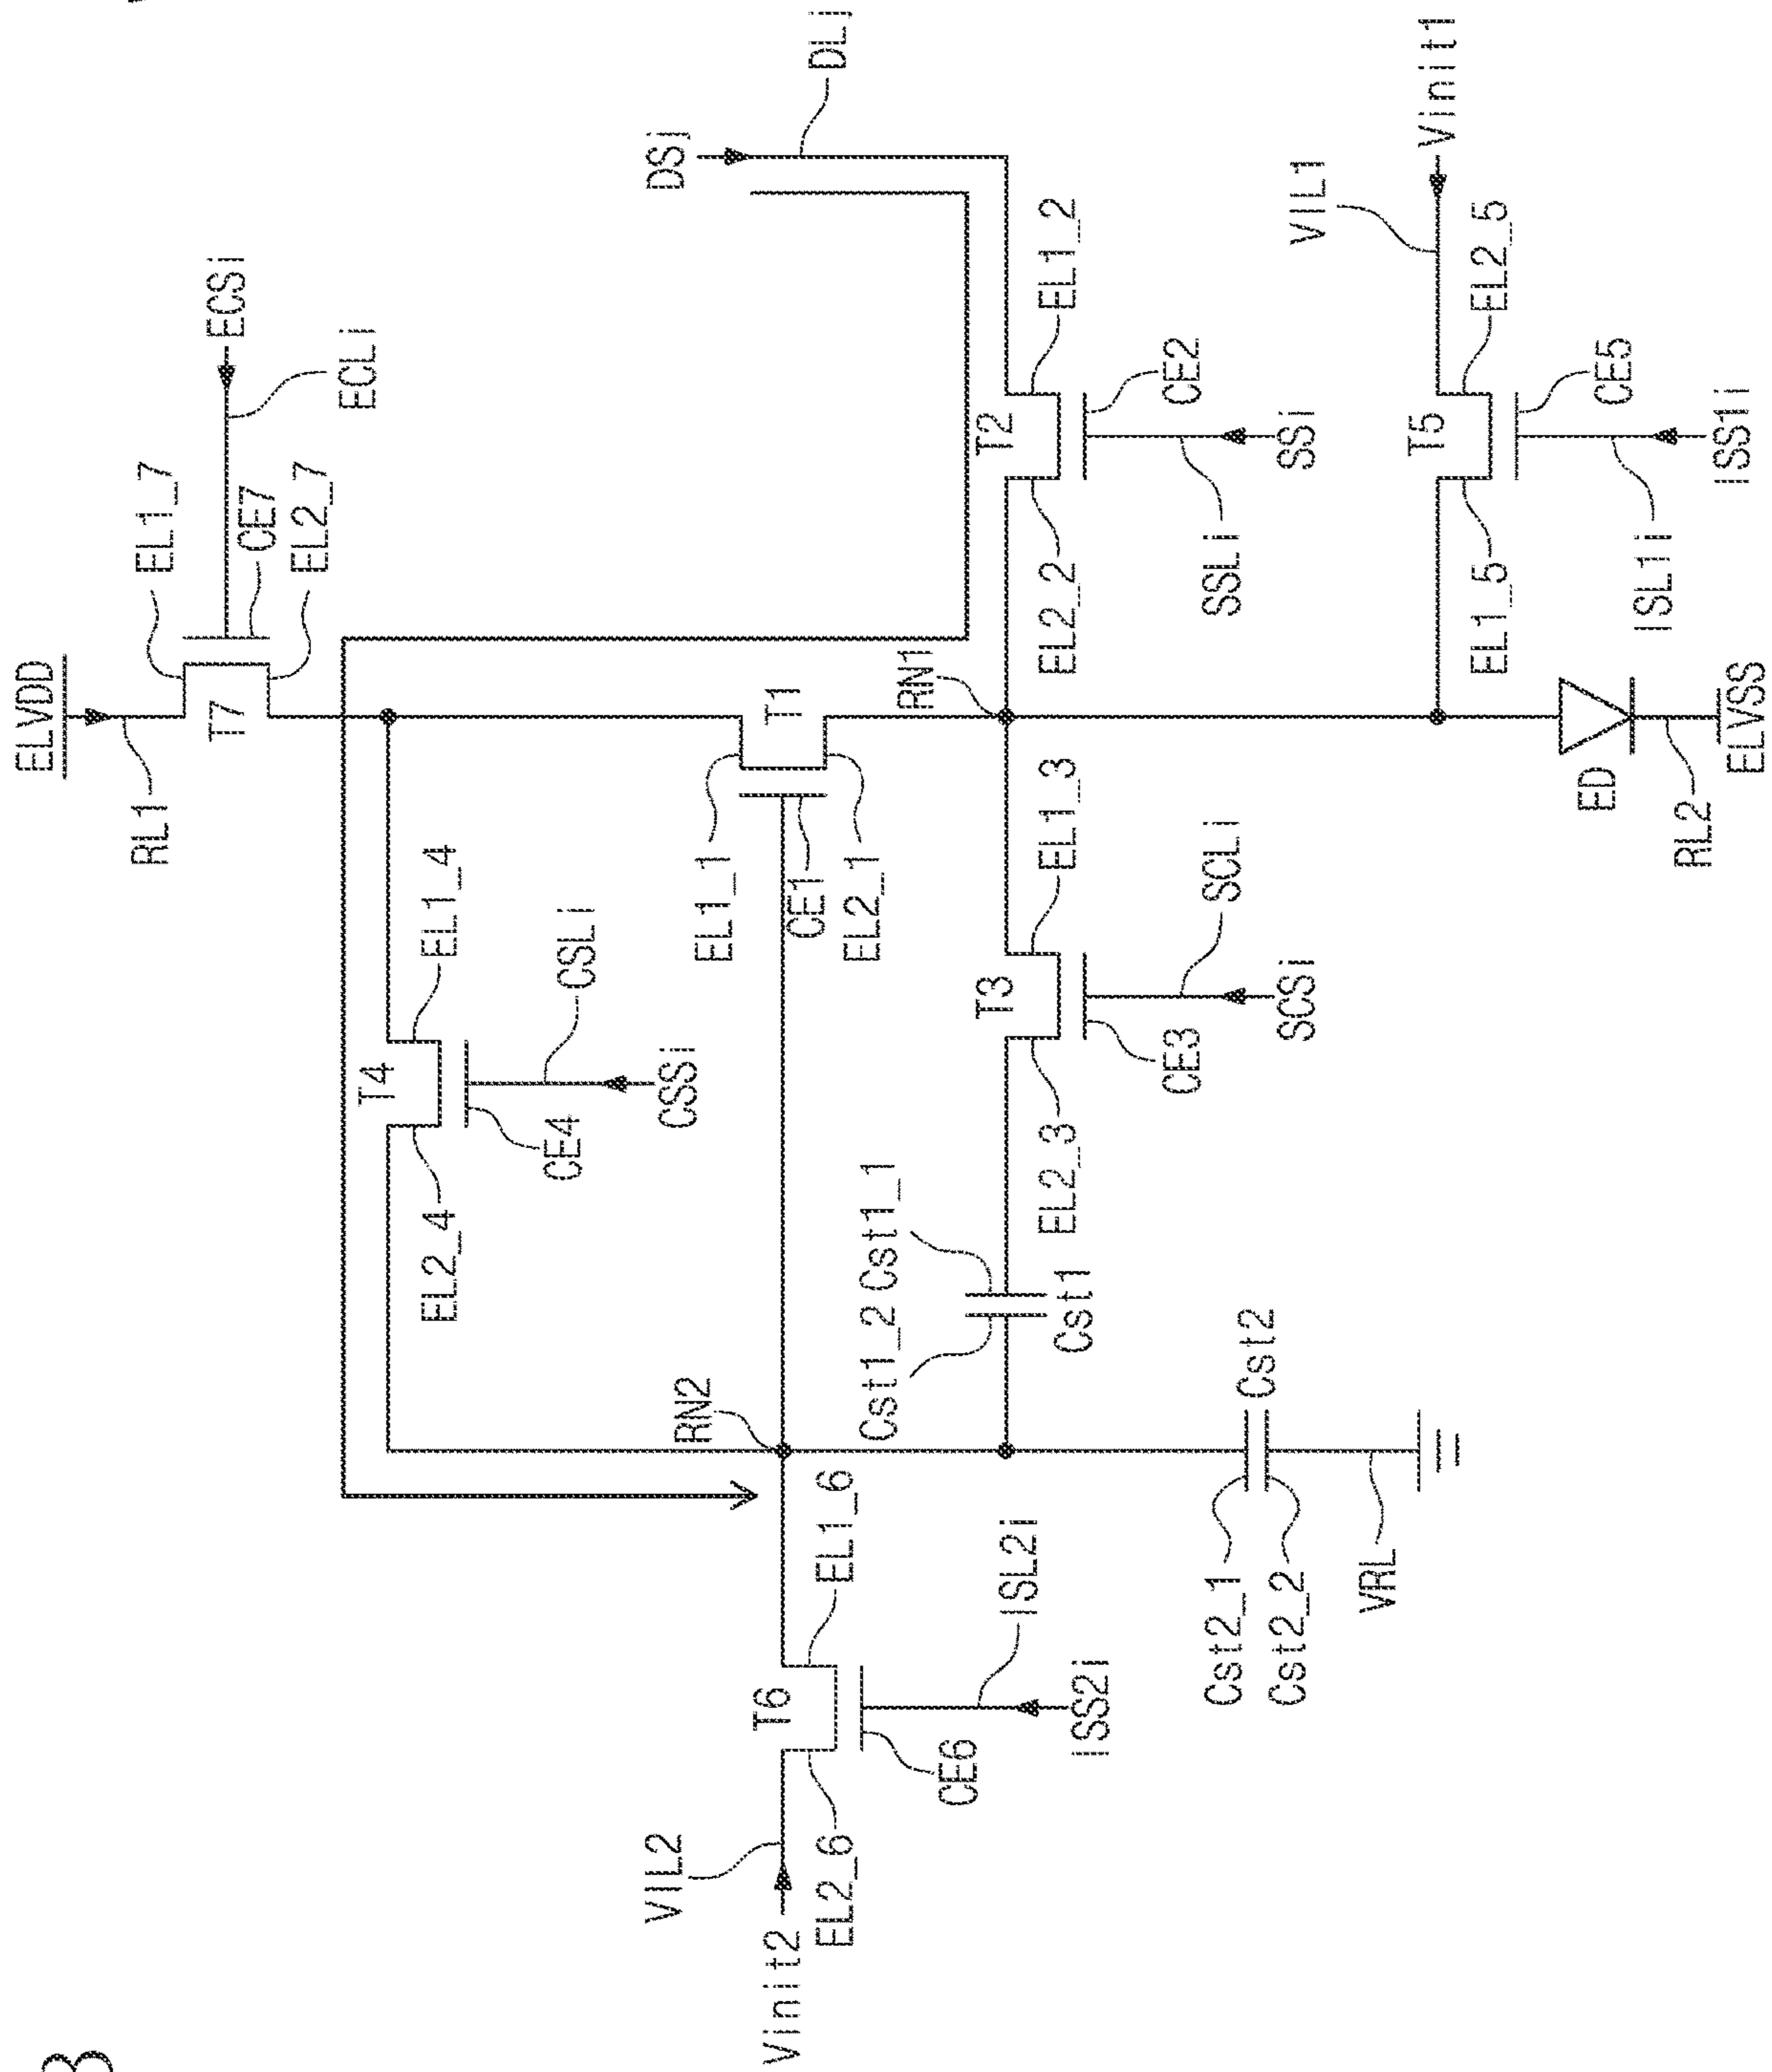 ELVDD
RL1
EL1_7
ECSi
ECLi
T7
CE7
EL2_7
DSj
DLj
T4
EL1_4
EL2_4
CE4
CSLi
CSSi
T1
EL1_1
CE1
EL2_1
RN1
RN2
T2
EL1_2
EL2_2
CE2
SSLi
SSi
T3
EL1_3
EL2_3
CE3
SCLi
SCSi
Cst1_2 Cst1_1
Cst1
Vinit2
VIL2
T6
EL1_6
EL2_6
CE6
ISL2i
ISS2i
Cst2
Cst2_1
Cst2_2
VRL
Vinit1
VIL1
T5
EL2_5
EL1_5
CE5
ISL1i
ISS1i
ED
RL2
ELVSS